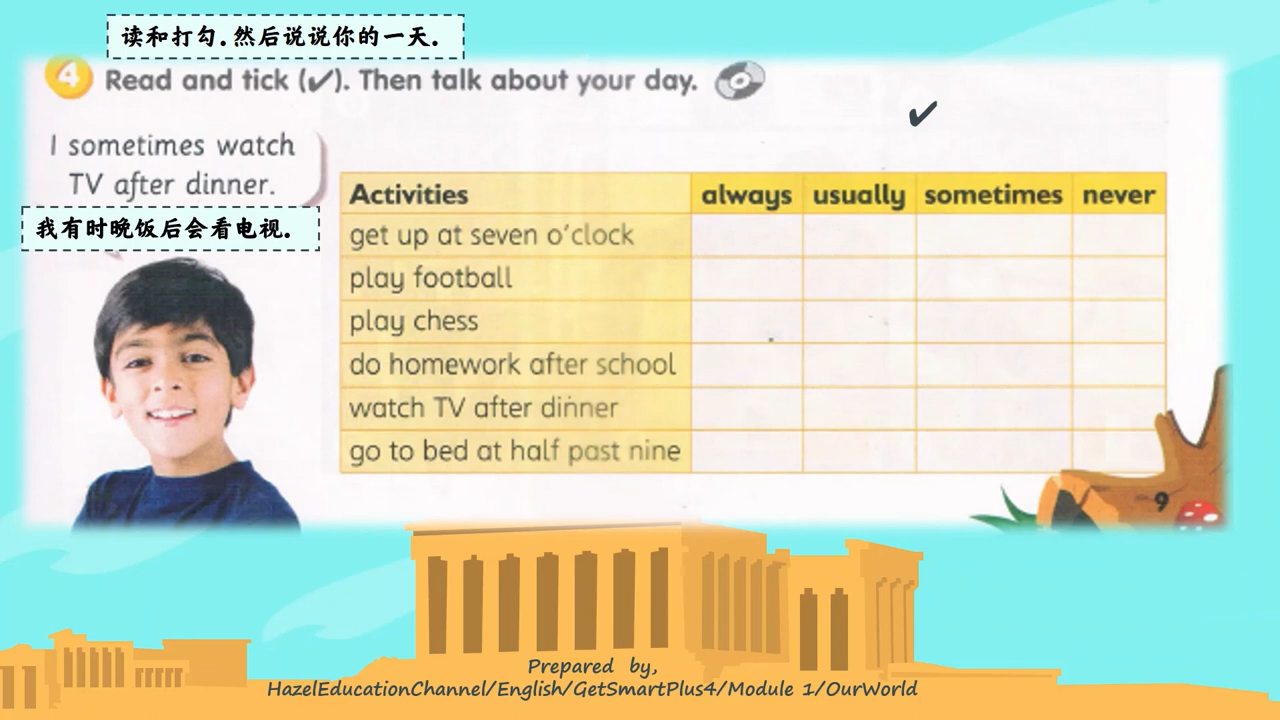 读和打勾.然后说说你的一天.
4 Read and tick (✔). Then talk about your day.
✔
I sometimes watch
TV after dinner.
我有时晚饭后会看电视.
Activities always usually sometimes never
get up at seven o'clock
play football
play chess
do homework after school
watch TV after dinner
go to bed at half past nine
9
Prepared by,
HazelEducationChannel/English/GetSmartPlus4/Module 1/OurWorld